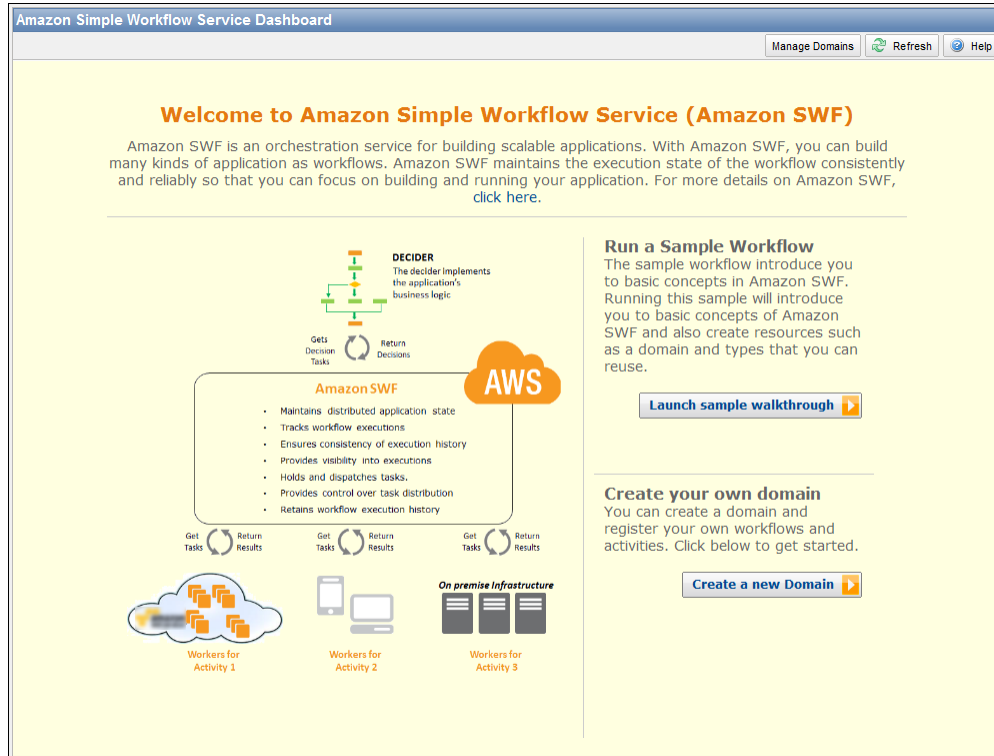 Amazon Simple Workflow Service Dashboard
Manage Domains
Refresh
Help
Welcome to Amazon Simple Workflow Service (Amazon SWF)
Amazon SWF is an orchestration service for building scalable applications. With Amazon SWF, you can build
many kinds of application as workflows. Amazon SWF maintains the execution state of the workflow consistently
and reliably so that you can focus on building and running your application. For more details on Amazon SWF,
click here.
DECIDER
The decider implements
the application's
business logic
Gets
Decision
Tasks
Return
Decisions
AWS
Amazon SWF
• Maintains distributed application state
• Tracks workflow executions
• Ensures consistency of execution history
• Provides visibility into executions
• Holds and dispatches tasks.
• Provides control over task distribution
• Retains workflow execution history
Get
Tasks
Return
Results
Get
Tasks
Return
Results
Get
Tasks
Return
Results
On premise Infrastructure
Workers for
Activity 1
Workers for
Activity 2
Workers for
Activity 3
Run a Sample Workflow
The sample workflow introduce you
to basic concepts in Amazon SWF.
Running this sample will introduce
you to basic concepts of Amazon
SWF and also create resources such
as a domain and types that you can
reuse.
Launch sample walkthrough
Create your own domain
You can create a domain and
register your own workflows and
activities. Click below to get started.
Create a new Domain